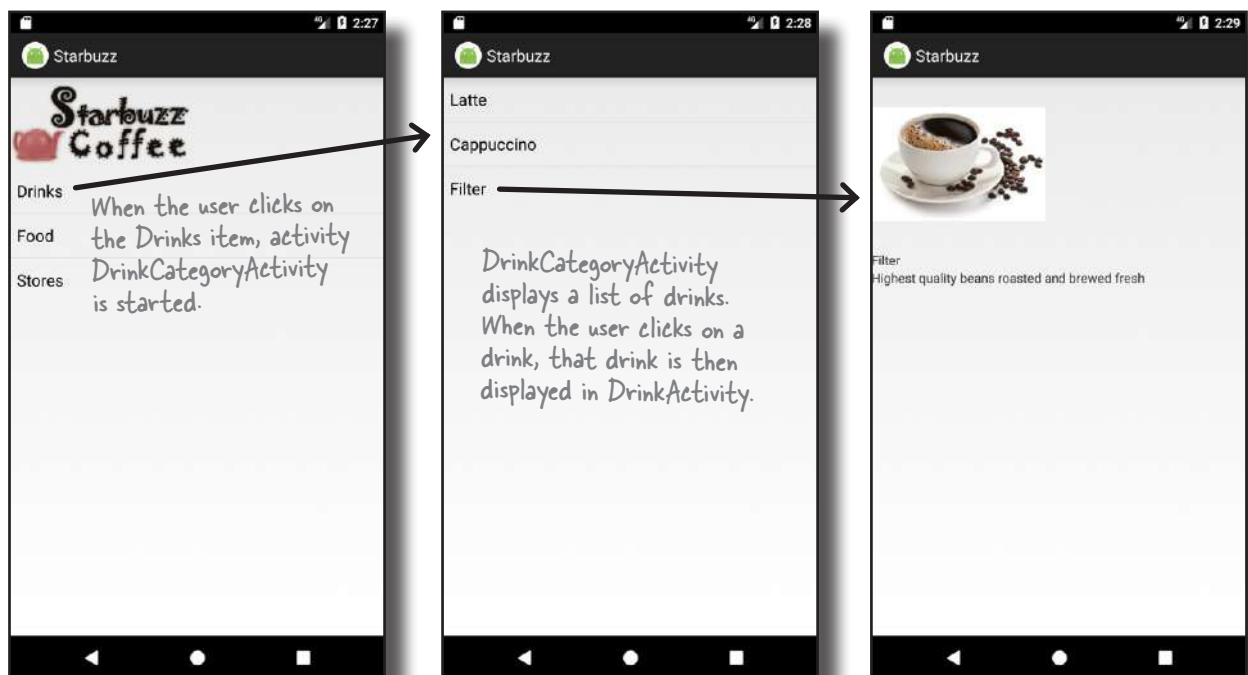 2:27
Starbuzz
Starbuzz
Coffee
Drinks
Food
Stores
When the user clicks on
the Drinks item, activity
DrinkCategoryActivity
is started.
2:28
Starbuzz
Latte
Cappuccino
Filter
DrinkCategoryActivity
displays a list of drinks.
When the user clicks on a
drink, that drink is then
displayed in DrinkActivity.
2:29
Starbuzz
Filter
Highest quality beans roasted and brewed fresh